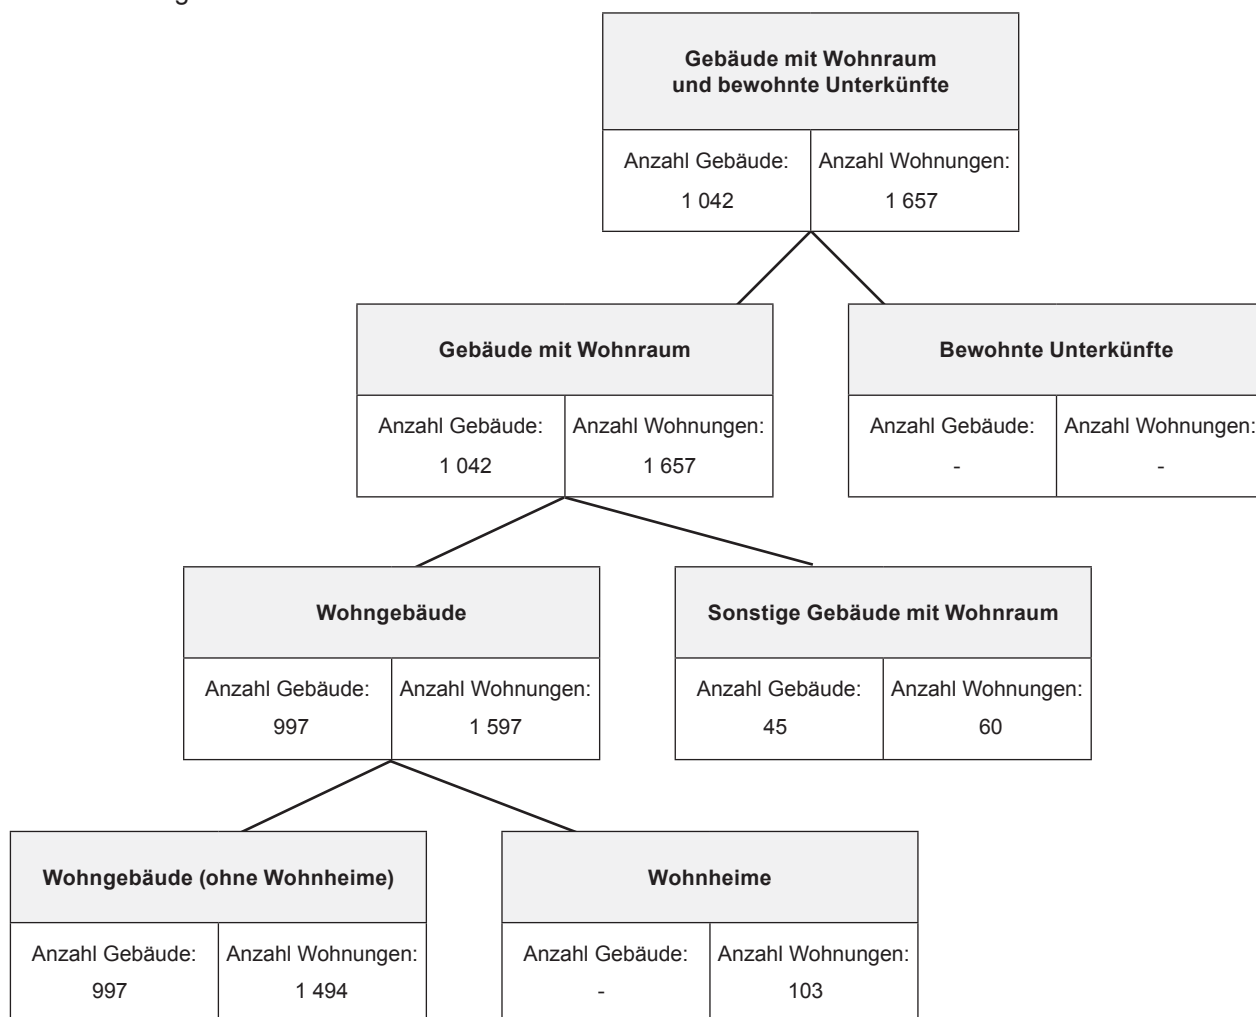 Gebäude mit Wohnraum
und bewohnte Unterkünfte
Anzahl Gebäude: Anzahl Wohnungen:
1 042 1 657
Gebäude mit Wohnraum
Bewohnte Unterkünfte
Anzahl Gebäude: Anzahl Wohnungen:
1 042 1 657
Anzahl Gebäude: Anzahl Wohnungen:
- -
Wohngebäude
Sonstige Gebäude mit Wohnraum
Anzahl Gebäude: Anzahl Wohnungen:
997 1 597
Anzahl Gebäude: Anzahl Wohnungen:
45 60
Wohngebäude (ohne Wohnheime)
Wohnheime
Anzahl Gebäude: Anzahl Wohnungen:
997 1 494
Anzahl Gebäude: Anzahl Wohnungen:
- 103